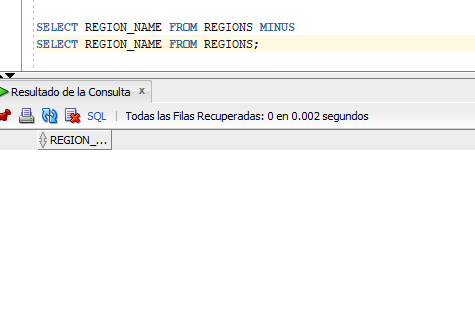 SELECT REGION_NAME FROM REGIONS MINUS
SELECT REGION_NAME FROM REGIONS;
Resultado de la Consulta x
SQL | Todas las Filas Recuperadas: 0 en 0.002 segundos
REGION_...